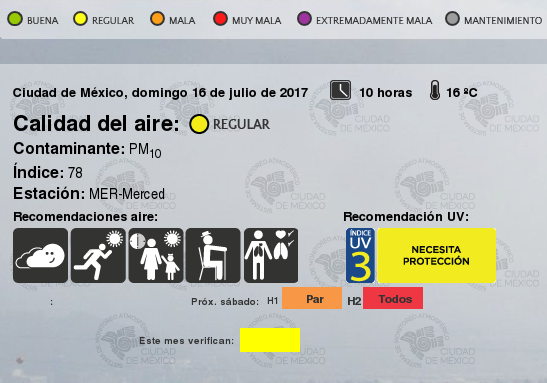 BUENA REGULAR MALA MUY MALA EXTREMADAMENTE MALA MANTENIMIENTO
Ciudad de México, domingo 16 de julio de 2017 10 horas 16 ºC
Calidad del aire: REGULAR
Contaminante: PM10
Índice: 78
Estación: MER-Merced
Recomendaciones aire: Recomendación UV:
ÍNDICE
UV
3
NECESITA
PROTECCIÓN
: Próx. sábado: H1 Par H2 Todos
Este mes verifican:
CIUDAD
DE MÉXICO